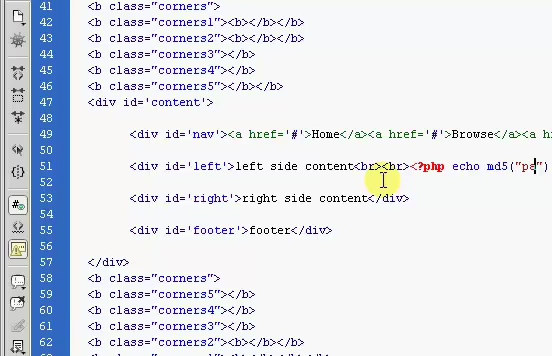 41 <b class="corners">
42 <b class="corners1"><b></b></b>
43 <b class="corners2"><b></b></b>
44 <b class="corners3"></b>
45 <b class="corners4"></b>
46 <b class="corners5"></b></b>
47 <div id='content'>
48
49 <div id='nav'><a href='#'>Home</a><a href='#'>Browse</a><a h
50
51 <div id='left'>left side content<br><br><?php echo md5("pa")
52
53 <div id='right'>right side content</div>
54
55 <div id='footer'>footer</div>
56
57 </div>
58 <b class="corners">
59 <b class="corners5"></b>
60 <b class="corners4"></b>
61 <b class="corners3"></b>
62 <b class="corners2"><b></b></b>